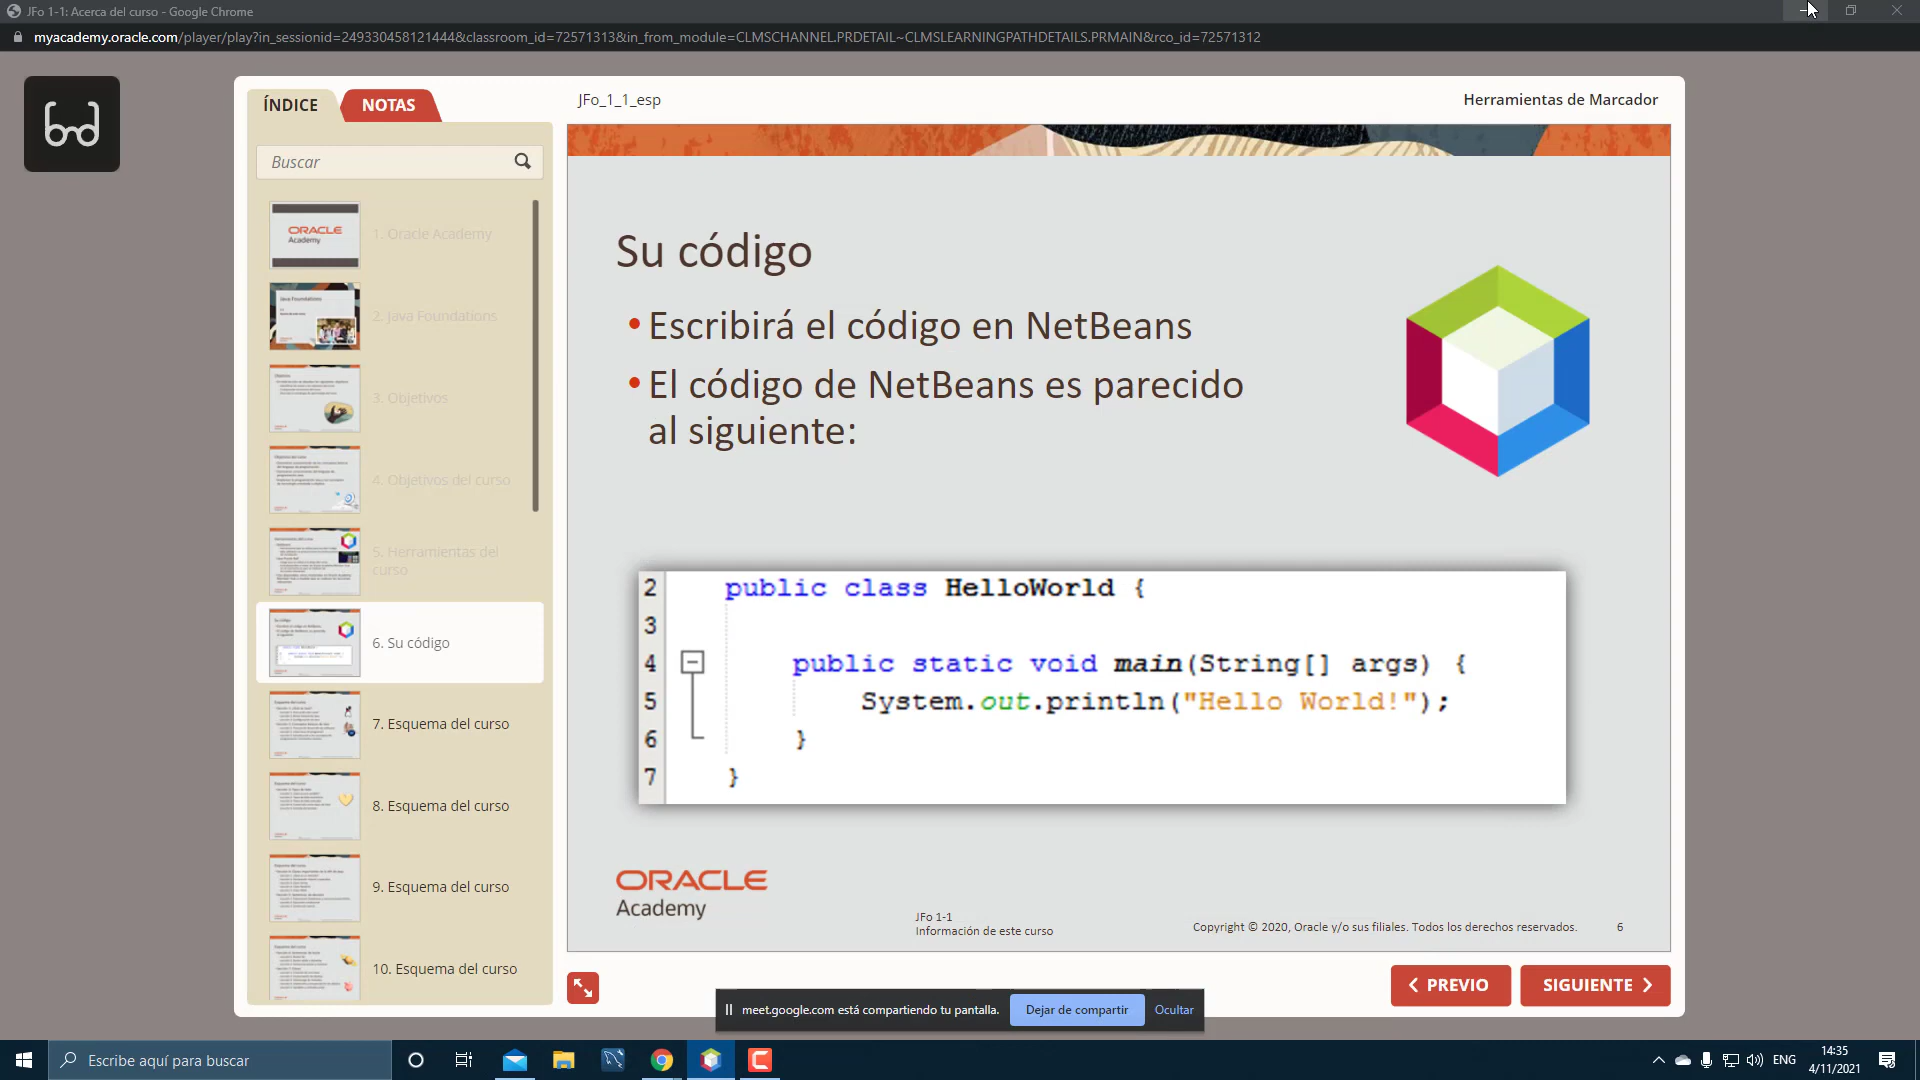 JFo 1-1: Acerca del curso - Google Chrome
myacademy.oracle.com/player/play?in_sessionid=249330458121444&classroom_id=72571313&in_from_module=CLMSCHANNEL.PRDETAIL~CLMSLEARNINGPATHDETAILS.PRMAIN&rco_id=72571312
ÍNDICE
NOTAS
JFo_1_1_esp
Herramientas de Marcador
Buscar
ORACLE
Academy
1. Oracle Academy
Java Foundations
2. Java Foundations
3. Objetivos
4. Objetivos del curso
5. Herramientas del
curso
6. Su código
7. Esquema del curso
8. Esquema del curso
9. Esquema del curso
10. Esquema del curso
Su código
•Escribirá el código en NetBeans
•El código de NetBeans es parecido
al siguiente:
2 public class HelloWorld {
3
4 public static void main(String[] args) {
5 System.out.println("Hello World!");
6 }
7 }
ORACLE
Academy
JFo 1-1
Información de este curso
Copyright © 2020, Oracle y/o sus filiales. Todos los derechos reservados.
6
PREVIO
SIGUIENTE
meet.google.com está compartiendo tu pantalla.
Dejar de compartir
Ocultar
Escribe aquí para buscar
ENG
14:35
4/11/2021